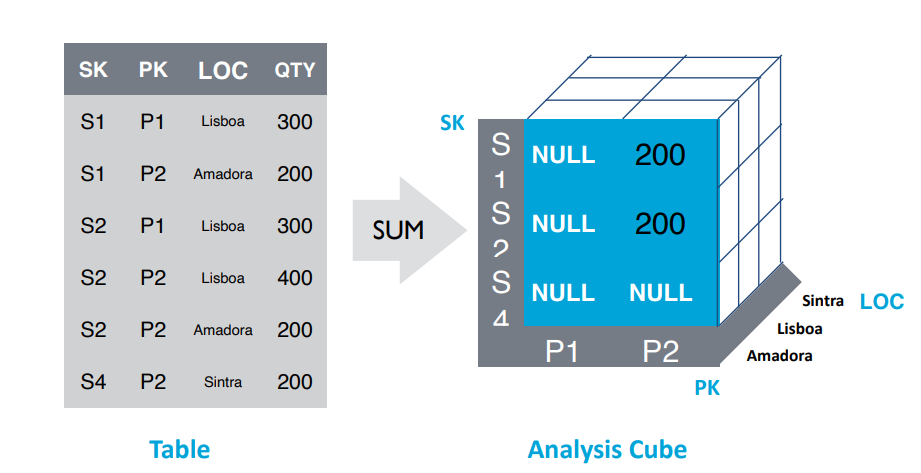 SK PK LOC QTY
S1 P1 Lisboa 300
S1 P2 Amadora 200
S2 P1 Lisboa 300
S2 P2 Lisboa 400
S2 P2 Amadora 200
S4 P2 Sintra 200
Table
SUM
SK
S1 NULL 200
S2 NULL 200
S4 NULL NULL
P1 P2
PK
Sintra
Lisboa
Amadora
LOC
Analysis Cube